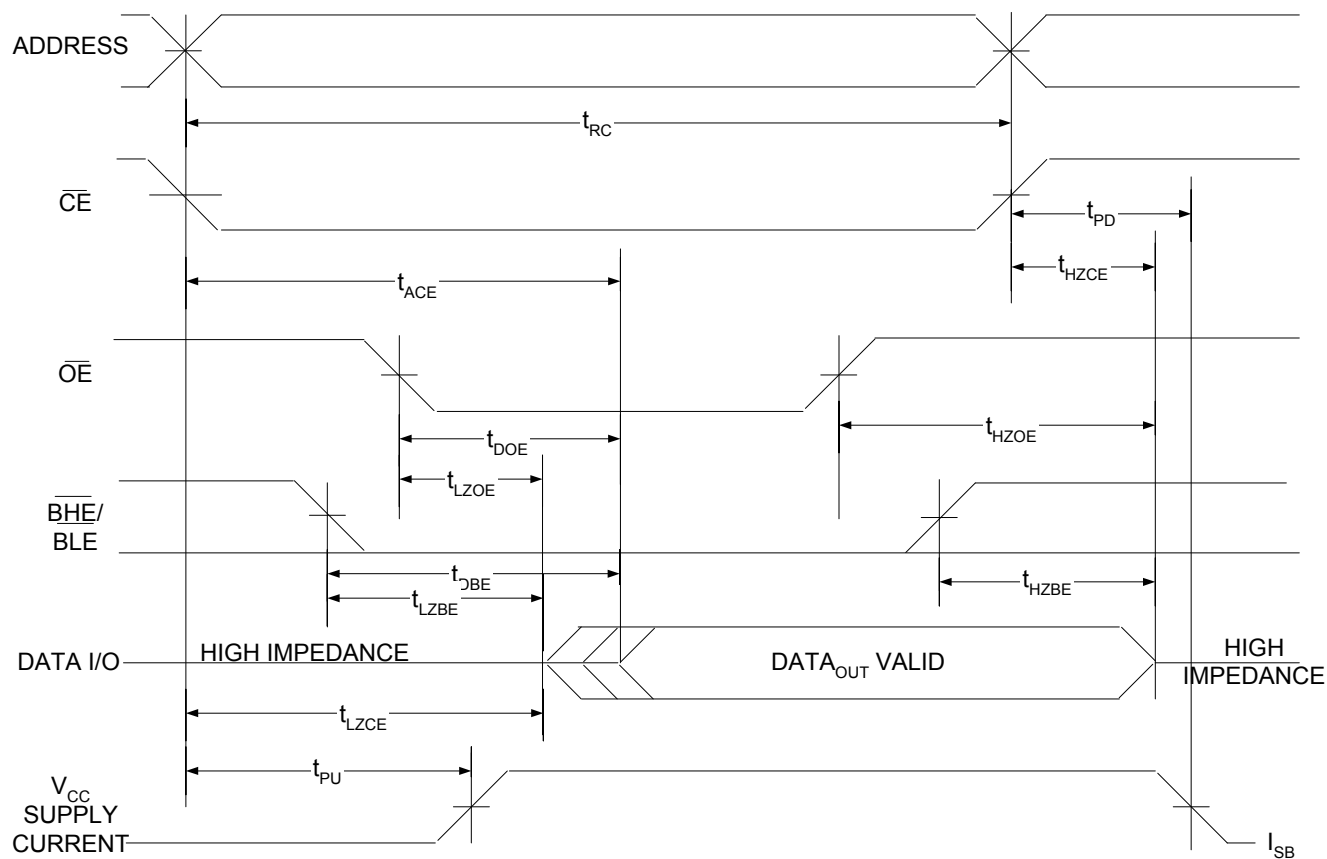 ADDRESS
tRC
CE
tPD
tHZCE
tACE
OE
tDOE
tHZOE
tLZOE
BHE/
BLE
tDBE
tHZBE
tLZBE
DATA I/O
HIGH IMPEDANCE
DATAOUT VALID
HIGH
IMPEDANCE
tLZCE
tPU
VCC
SUPPLY
CURRENT
ISB